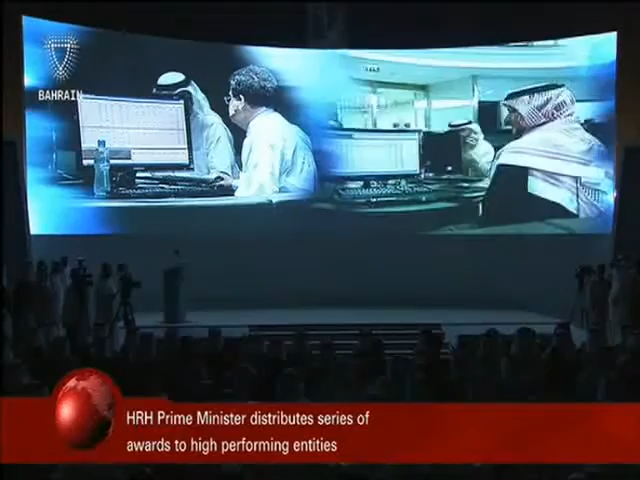 BAHRAIN
HRH Prime Minister distributes series of
awards to high performing entities